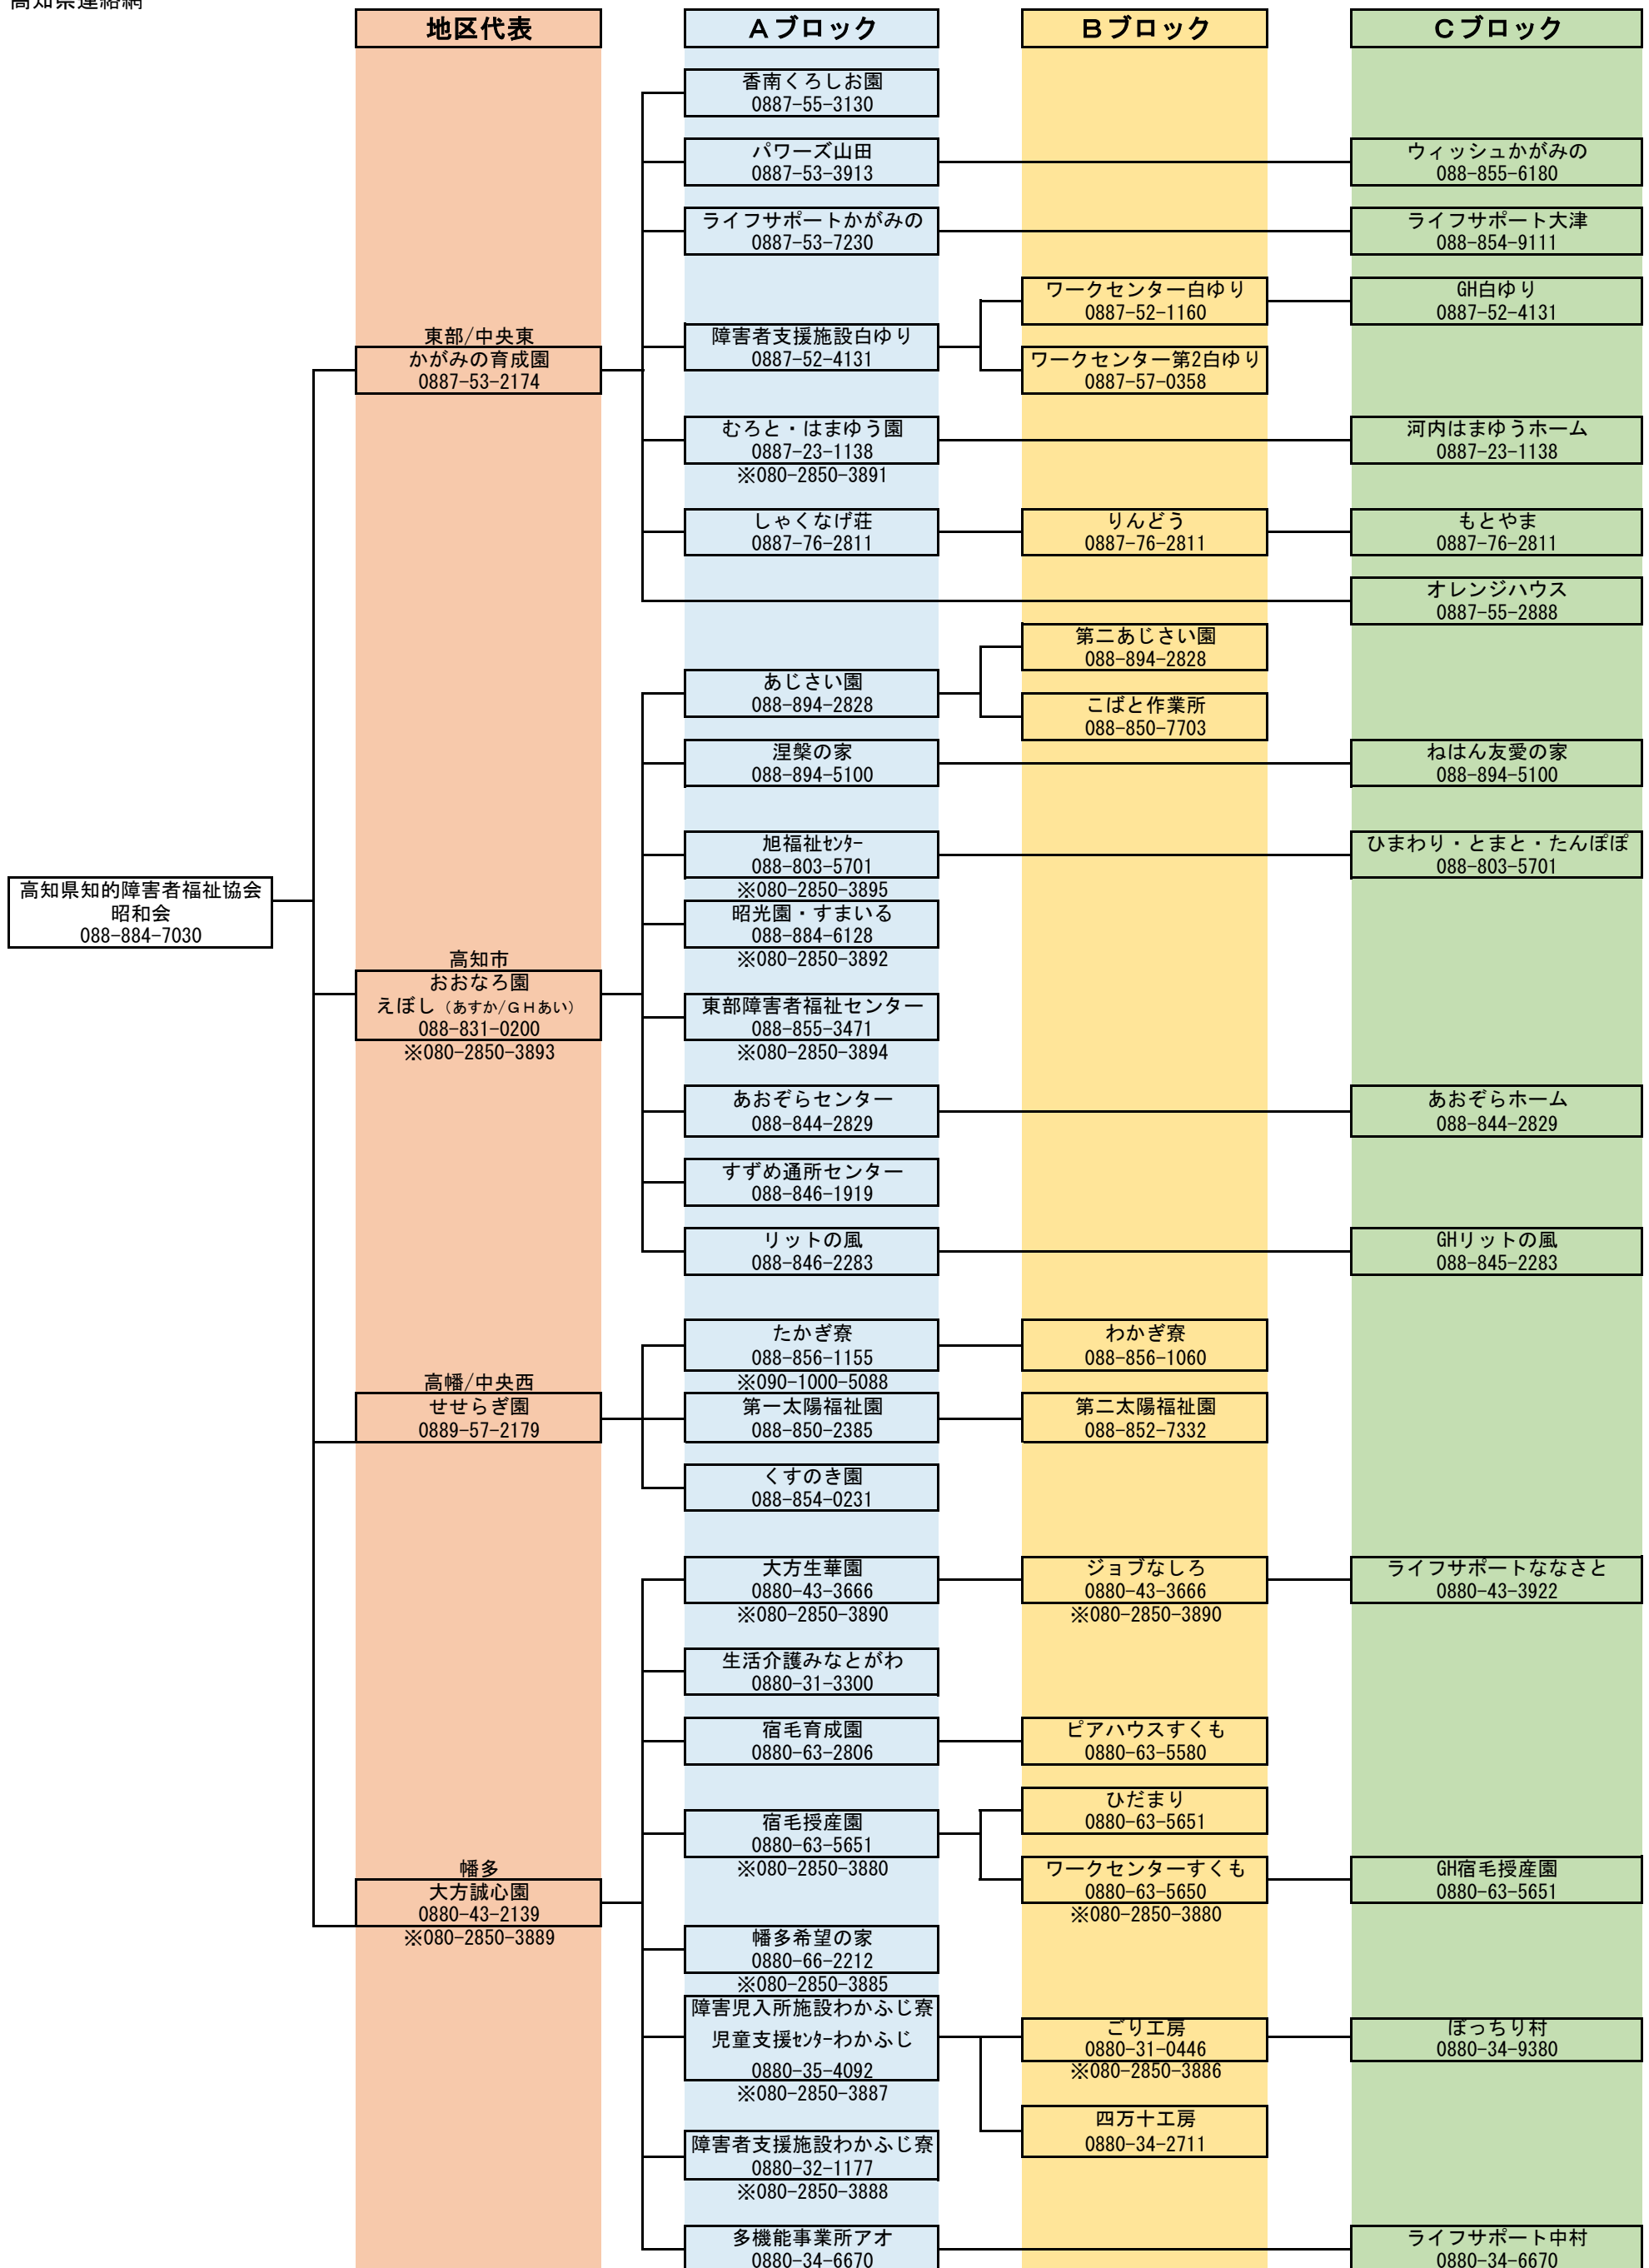 高知県連絡網
地区代表
Ａブロック
Ｂブロック
Ｃブロック
香南くろしお園
0887-55-3130
パワーズ山田
0887-53-3913
ウィッシュかがみの
088-855-6180
ライフサポートかがみの
0887-53-7230
ライフサポート大津
088-854-9111
ワークセンター白ゆり
0887-52-1160
GH白ゆり
0887-52-4131
東部/中央東
かがみの育成園
0887-53-2174
障害者支援施設白ゆり
0887-52-4131
ワークセンター第2白ゆり
0887-57-0358
むろと・はまゆう園
0887-23-1138
※080-2850-3891
河内はまゆうホーム
0887-23-1138
しゃくなげ荘
0887-76-2811
りんどう
0887-76-2811
もとやま
0887-76-2811
オレンジハウス
0887-55-2888
第二あじさい園
088-894-2828
あじさい園
088-894-2828
こばと作業所
088-850-7703
涅槃の家
088-894-5100
ねはん友愛の家
088-894-5100
旭福祉ｾﾝﾀｰ
088-803-5701
※080-2850-3895
ひまわり・とまと・たんぽぽ
088-803-5701
高知県知的障害者福祉協会
昭和会
088-884-7030
昭光園・すまいる
088-884-6128
※080-2850-3892
高知市
おおなろ園
えぼし（あすか/ＧＨあい）
088-831-0200
※080-2850-3893
東部障害者福祉センター
088-855-3471
※080-2850-3894
あおぞらセンター
088-844-2829
あおぞらホーム
088-844-2829
すずめ通所センター
088-846-1919
リットの風
088-846-2283
GHリットの風
088-845-2283
たかぎ寮
088-856-1155
※090-1000-5088
わかぎ寮
088-856-1060
高幡/中央西
せせらぎ園
0889-57-2179
第一太陽福祉園
088-850-2385
第二太陽福祉園
088-852-7332
くすのき園
088-854-0231
大方生華園
0880-43-3666
※080-2850-3890
ジョブなしろ
0880-43-3666
※080-2850-3890
ライフサポートななさと
0880-43-3922
生活介護みなとがわ
0880-31-3300
宿毛育成園
0880-63-2806
ピアハウスすくも
0880-63-5580
ひだまり
0880-63-5651
宿毛授産園
0880-63-5651
※080-2850-3880
ワークセンターすくも
0880-63-5650
※080-2850-3880
GH宿毛授産園
0880-63-5651
幡多
大方誠心園
0880-43-2139
※080-2850-3889
幡多希望の家
0880-66-2212
※080-2850-3885
障害児入所施設わかふじ寮
児童支援ｾﾝﾀｰわかふじ
0880-35-4092
※080-2850-3887
ごり工房
0880-31-0446
※080-2850-3886
ぽっちり村
0880-34-9380
四万十工房
0880-34-2711
障害者支援施設わかふじ寮
0880-32-1177
※080-2850-3888
多機能事業所アオ
0880-34-6670
ライフサポート中村
0880-34-6670